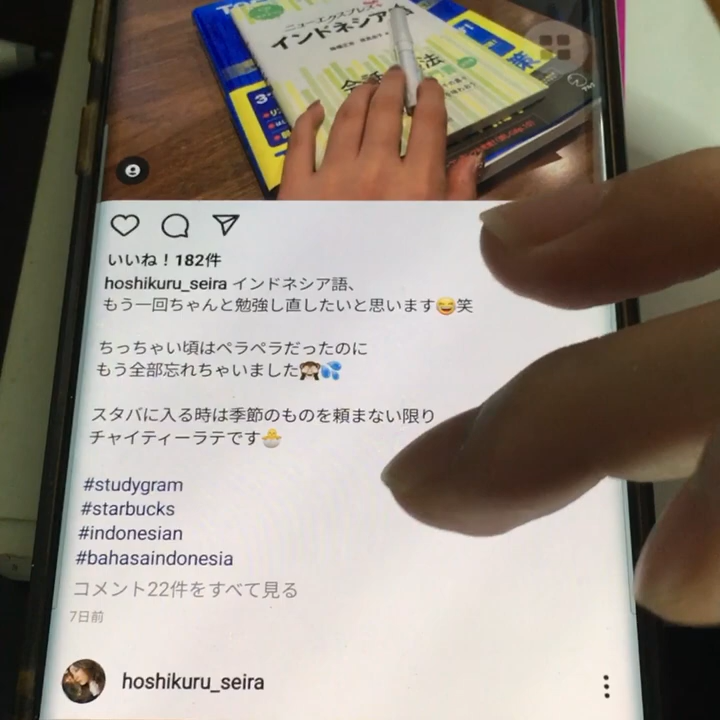 ニューエクスプレス
インドネシア
いいね！182件
hoshikuru_seira インドネシア語、
もう一回ちゃんと勉強し直したいと思います😅笑
ちっちゃい頃はペラペラだったのに
もう全部忘れちゃいました🙈💦
スタバに入る時は季節のものを頼まない限り
チャイティーラテです🐣
#studygram
#starbucks
#indonesian
#bahasaindonesia
コメント22件をすべて見る
7日前
hoshikuru_seira